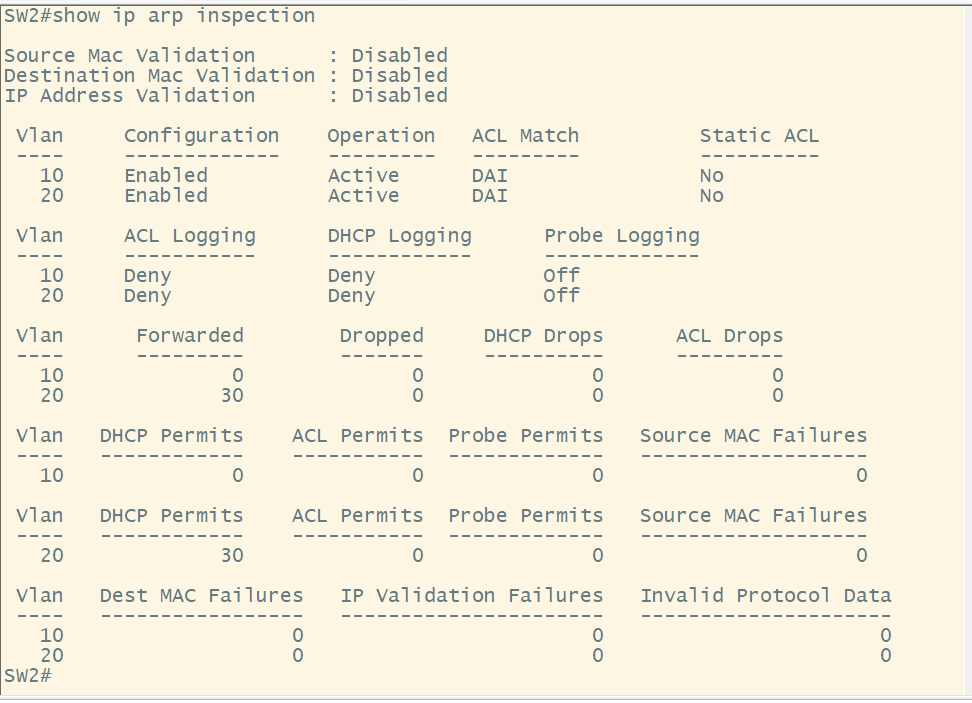 SW2#show ip arp inspection

Source Mac Validation      : Disabled
Destination Mac Validation : Disabled
IP Address Validation      : Disabled

 Vlan     Configuration    Operation   ACL Match          Static ACL
 ----     -------------    ---------   ---------          ----------
   10     Enabled          Active      DAI                No
   20     Enabled          Active      DAI                No

 Vlan     ACL Logging      DHCP Logging      Probe Logging
 ----     -----------      ------------      -------------
   10     Deny             Deny              Off
   20     Deny             Deny              Off

 Vlan      Forwarded        Dropped     DHCP Drops      ACL Drops
 ----      ---------        -------     ----------      ---------
   10              0              0              0              0
   20             30              0              0              0

 Vlan   DHCP Permits    ACL Permits  Probe Permits   Source MAC Failures
 ----   ------------    -----------  -------------   -------------------
   10              0              0              0                     0

 Vlan   DHCP Permits    ACL Permits  Probe Permits   Source MAC Failures
 ----   ------------    -----------  -------------   -------------------
   20             30              0              0                     0

 Vlan   Dest MAC Failures   IP Validation Failures   Invalid Protocol Data
 ----   -----------------   ----------------------   ---------------------
   10                   0                        0                       0
   20                   0                        0                       0
SW2#